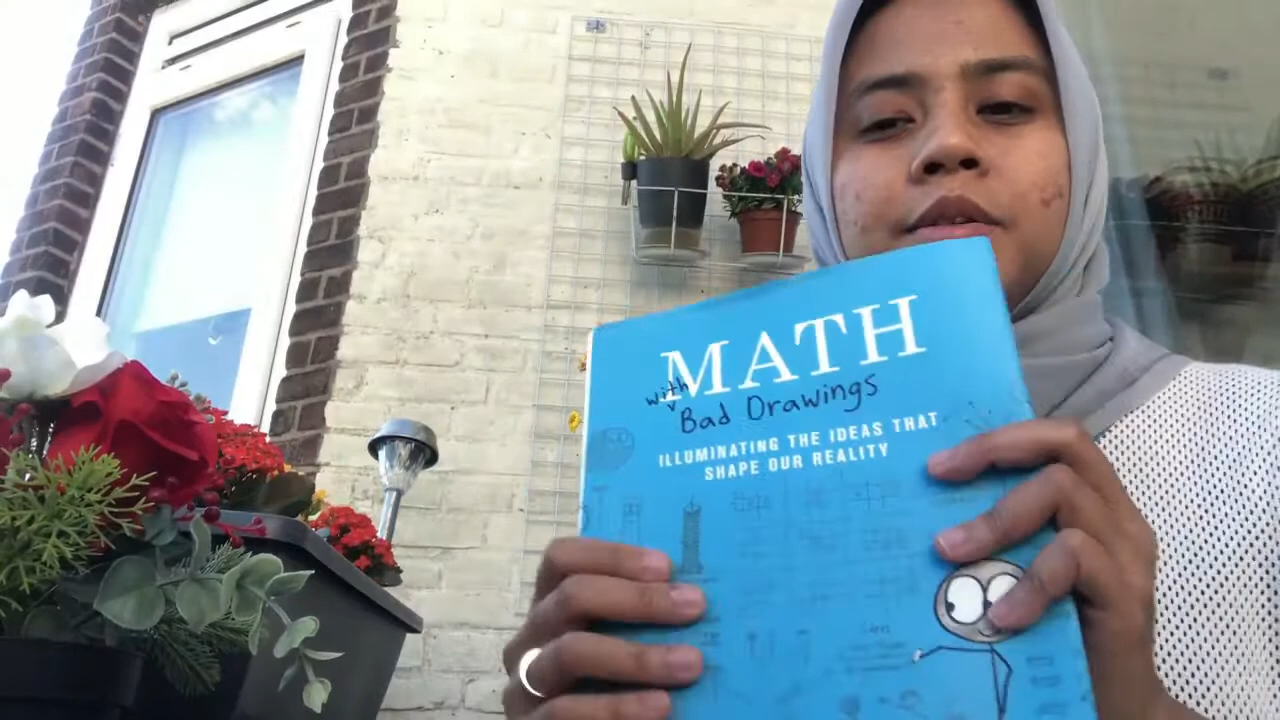 MATH
with
Bad Drawings
ILLUMINATING THE IDEAS THAT
SHAPE OUR REALITY